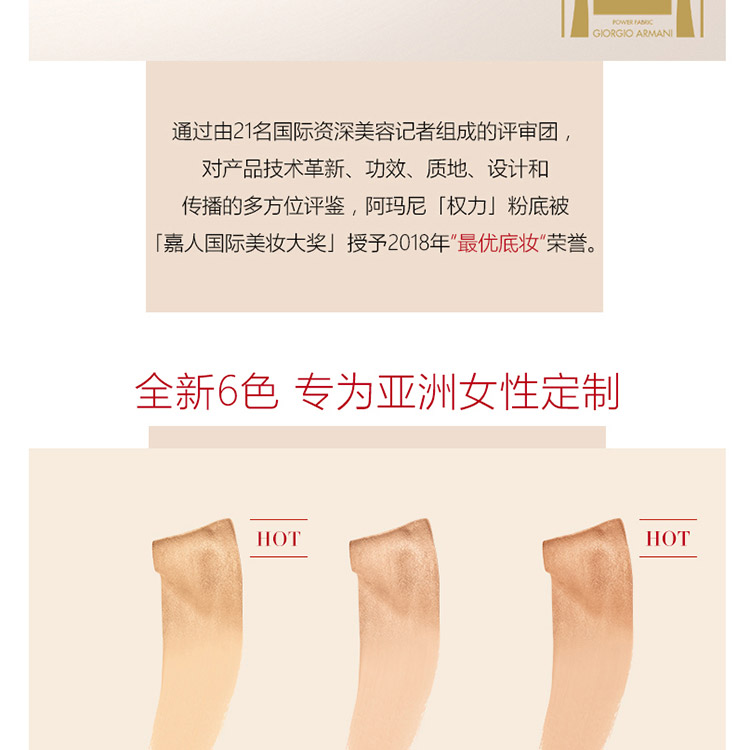 POWER FABRIC
GIORGIO ARMANI
通过由21名国际资深美容记者组成的评审团，
对产品技术革新、功效、质地、设计和
传播的多方位评鉴，阿玛尼「权力」粉底被
「嘉人国际美妆大奖」授予2018年"最优底妆"荣誉。
全新6色 专为亚洲女性定制
HOT
HOT